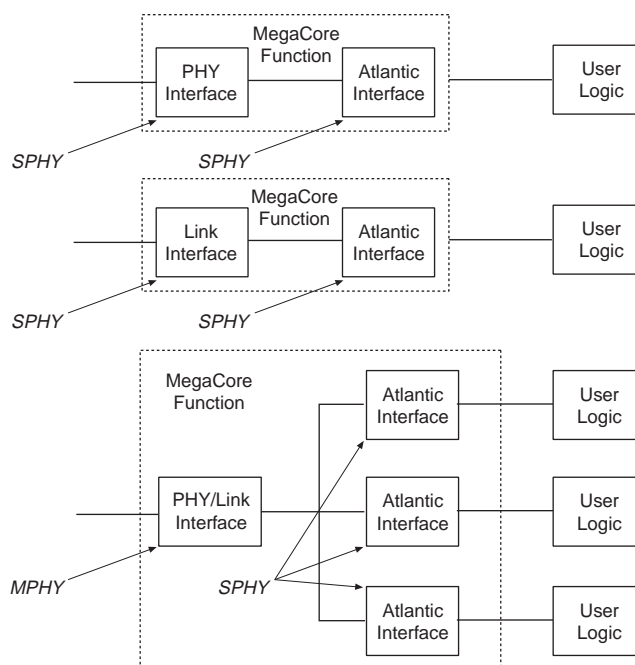 MegaCore
Function
PHY
Interface
Atlantic
Interface
User
Logic
SPHY
SPHY
MegaCore
Function
Link
Interface
Atlantic
Interface
User
Logic
SPHY
SPHY
MegaCore
Function
Atlantic
Interface
User
Logic
PHY/Link
Interface
Atlantic
Interface
User
Logic
MPHY
SPHY
Atlantic
Interface
User
Logic